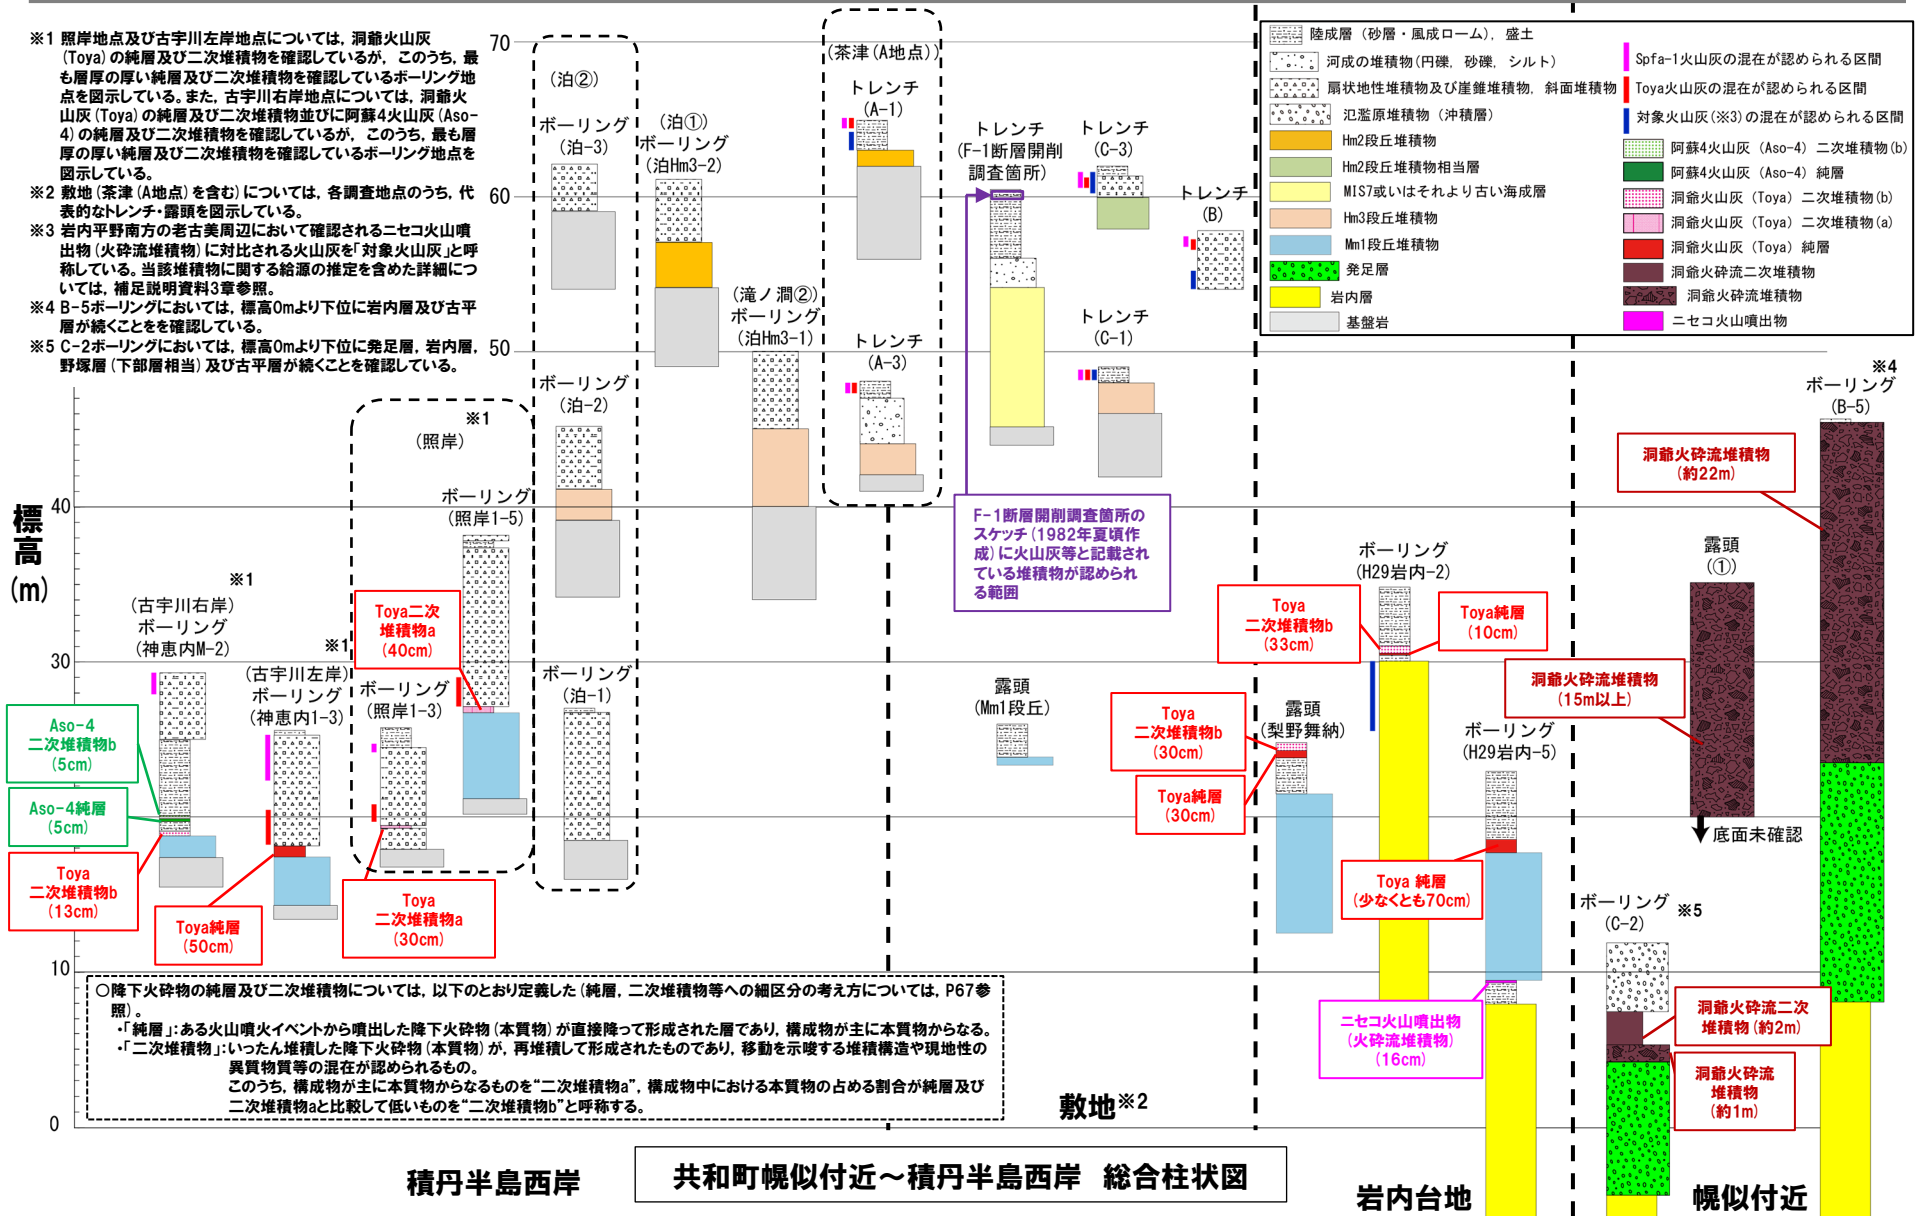 ※1 照岸地点及び古宇川左岸地点については，洞爺火山灰
(Toya)の純層及び二次堆積物を確認しているが，このうち，最
も層厚の厚い純層及び二次堆積物を確認しているボーリング地
点を図示している。また，古宇川右岸地点については，洞爺火
山灰(Toya)の純層及び二次堆積物並びに阿蘇4火山灰(Aso-
4)の純層及び二次堆積物を確認しているが，このうち，最も層
厚の厚い純層及び二次堆積物を確認しているボーリング地点を
図示している。
※2 敷地(茶津(A地点)を含む)については，各調査地点のうち，代
表的なトレンチ・露頭を図示している。
※3 岩内平野南方の老古美周辺において確認されるニセコ火山噴
出物(火砕流堆積物)に対比される火山灰を「対象火山灰」と呼
称している。当該堆積物に関する給源の推定を含めた詳細につ
いては，補足説明資料3章参照。
※4 B-5ボーリングにおいては，標高0mより下位に岩内層及び古平
層が続くことをを確認している。
※5 C-2ボーリングにおいては，標高0mより下位に発足層，岩内層，
野塚層(下部層相当)及び古平層が続くことを確認している。
陸成層（砂層・風成ローム），盛土
河成の堆積物(円礫，砂礫，シルト)
扇状地性堆積物及び崖錐堆積物，斜面堆積物
氾濫原堆積物（沖積層）
Hm2段丘堆積物
Hm2段丘堆積物相当層
MIS7或いはそれより古い海成層
Hm3段丘堆積物
Mm1段丘堆積物
発足層
岩内層
基盤岩
Spfa-1火山灰の混在が認められる区間
Toya火山灰の混在が認められる区間
対象火山灰(※3)の混在が認められる区間
阿蘇4火山灰（Aso-4）二次堆積物(b)
阿蘇4火山灰（Aso-4）純層
洞爺火山灰（Toya）二次堆積物(b)
洞爺火山灰（Toya）二次堆積物(a)
洞爺火山灰（Toya）純層
洞爺火砕流二次堆積物
洞爺火砕流堆積物
ニセコ火山噴出物
標高
(m)
70
60
50
40
30
10
0
※1
（古宇川右岸）
ボーリング
（神恵内M-2）
※1
（古宇川左岸）
ボーリング
（神恵内1-3）
※1
（照岸）
ボーリング
（照岸1-3）
ボーリング
（照岸1-5）
（泊②）
ボーリング
（泊-3）
ボーリング
（泊-2）
ボーリング
（泊-1）
（泊①）
ボーリング
（泊Hm3-2）
（滝ノ澗②）
ボーリング
（泊Hm3-1）
（茶津（A地点））
トレンチ
（A-1）
トレンチ
（A-3）
トレンチ
（F-1断層開削
調査箇所）
トレンチ
（C-3）
トレンチ
（C-1）
トレンチ
（B）
露頭
（Mm1段丘）
露頭
（梨野舞納）
ボーリング
（H29岩内-2）
ボーリング
（H29岩内-5）
ボーリング
（C-2）
※5
露頭
（①）
底面未確認
※4
ボーリング
（B-5）
Aso-4
二次堆積物b
(5cm)
Aso-4純層
(5cm)
Toya
二次堆積物b
(13cm)
Toya純層
(50cm)
Toya二次
堆積物a
(40cm)
Toya
二次堆積物a
(30cm)
F-1断層開削調査箇所の
スケッチ(1982年夏頃作
成)に火山灰等と記載され
ている堆積物が認められ
る範囲
Toya
二次堆積物b
(33cm)
Toya純層
(10cm)
Toya
二次堆積物b
(30cm)
Toya純層
(30cm)
Toya 純層
(少なくとも70cm)
ニセコ火山噴出物
(火砕流堆積物)
(16cm)
洞爺火砕流堆積物
(約22m)
洞爺火砕流堆積物
(15m以上)
洞爺火砕流二次
堆積物(約2m)
洞爺火砕流
堆積物
(約1m)
○降下火砕物の純層及び二次堆積物については，以下のとおり定義した(純層，二次堆積物等への細区分の考え方については，P67参
照)。
・「純層」：ある火山噴火イベントから噴出した降下火砕物(本質物)が直接降って形成された層であり，構成物が主に本質物からなる。
・「二次堆積物」：いったん堆積した降下火砕物(本質物)が，再堆積して形成されたものであり，移動を示唆する堆積構造や現地性の
異質物質等の混在が認められるもの。
このうち，構成物が主に本質物からなるものを“二次堆積物a”，構成物中における本質物の占める割合が純層及び
二次堆積物aと比較して低いものを“二次堆積物b”と呼称する。
積丹半島西岸
敷地※2
岩内台地
幌似付近
共和町幌似付近～積丹半島西岸 総合柱状図